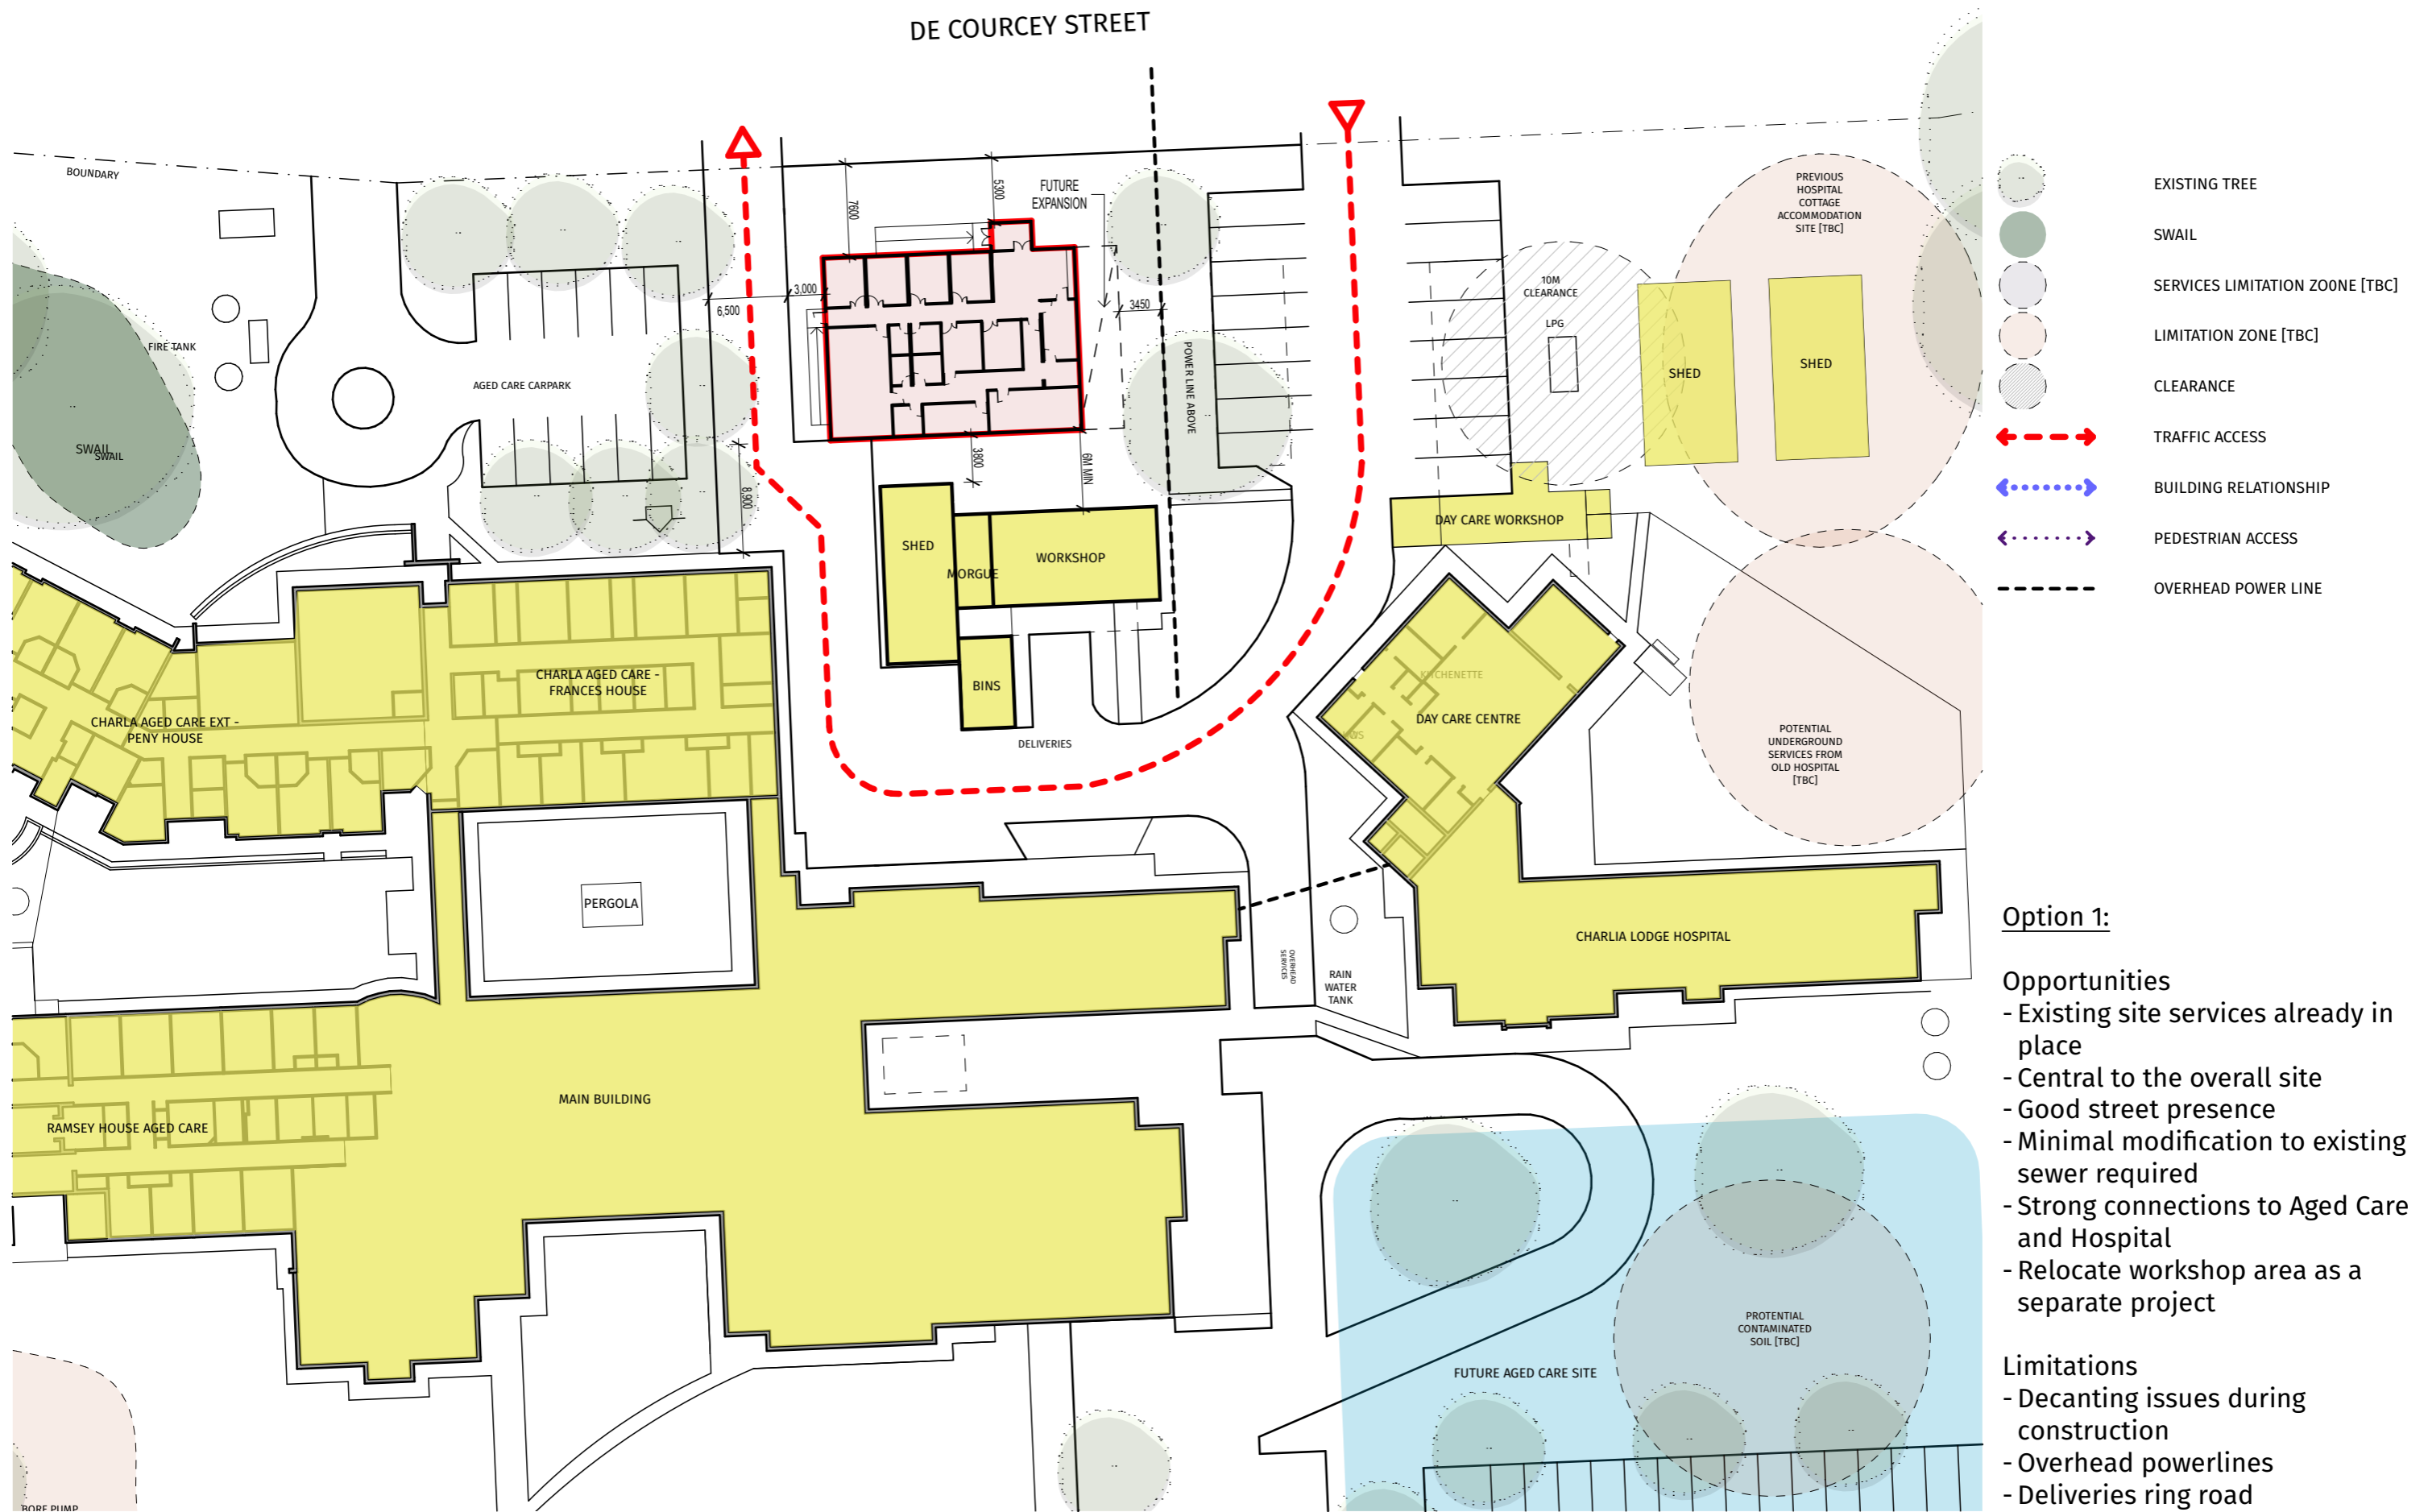 DE COURCEY STREET
BOUNDARY
FUTURE
EXPANSION
5300
7600
3,000
6,500
3450
POWER LINE ABOVE
FIRE TANK
AGED CARE CARPARK
SWAIL
SWAIL
3800
6M MIN
8,900
10M
CLEARANCE
LPG
PREVIOUS
HOSPITAL
COTTAGE
ACCOMMODATION
SITE [TBC]
SHED
SHED
DAY CARE WORKSHOP
SHED
MORGUE
WORKSHOP
BINS
DELIVERIES
CHARLA AGED CARE -
FRANCES HOUSE
CHARLA AGED CARE EXT -
PENY HOUSE
KITCHENETTE
DAY CARE CENTRE
POTENTIAL
UNDERGROUND
SERVICES FROM
OLD HOSPITAL
[TBC]
PERGOLA
CHARLIA LODGE HOSPITAL
OVERHEAD
SERVICES
RAIN
WATER
TANK
MAIN BUILDING
RAMSEY HOUSE AGED CARE
PROTENTIAL
CONTAMINATED
SOIL [TBC]
FUTURE AGED CARE SITE
BORE PUMP
EXISTING TREE
SWAIL
SERVICES LIMITATION ZO0NE [TBC]
LIMITATION ZONE [TBC]
CLEARANCE
TRAFFIC ACCESS
BUILDING RELATIONSHIP
PEDESTRIAN ACCESS
OVERHEAD POWER LINE
Option 1:
Opportunities
- Existing site services already in
place
- Central to the overall site
- Good street presence
- Minimal modification to existing
sewer required
- Strong connections to Aged Care
and Hospital
- Relocate workshop area as a
separate project
Limitations
- Decanting issues during
construction
- Overhead powerlines
- Deliveries ring road